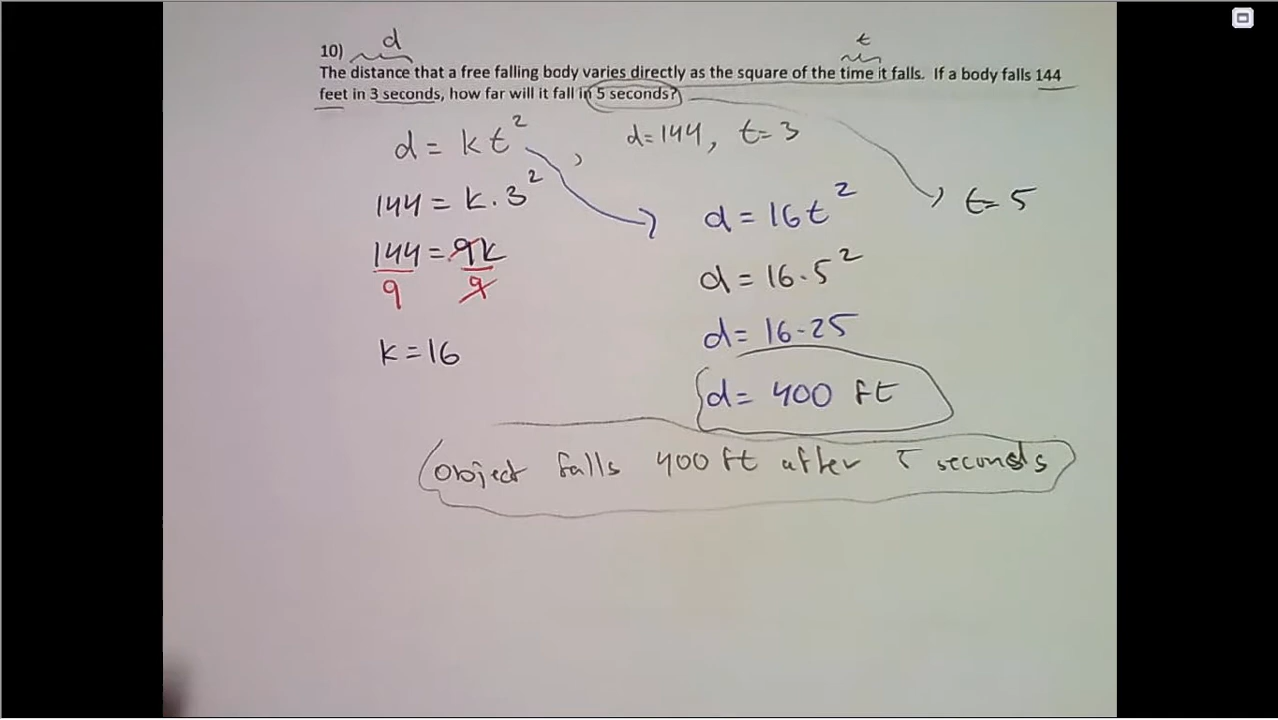 d
t
10)
The distance that a free falling body varies directly as the square of the time it falls. If a body falls 144
feet in 3 seconds, how far will it fall in 5 seconds?
d = kt²
, d=144, t=3
144 = k.3²
d = 16t²
t= 5
144 = 9k
9 9
d = 16.5²
d= 16-25
k=16
d= 400 ft
object falls 400 ft after 5 seconds